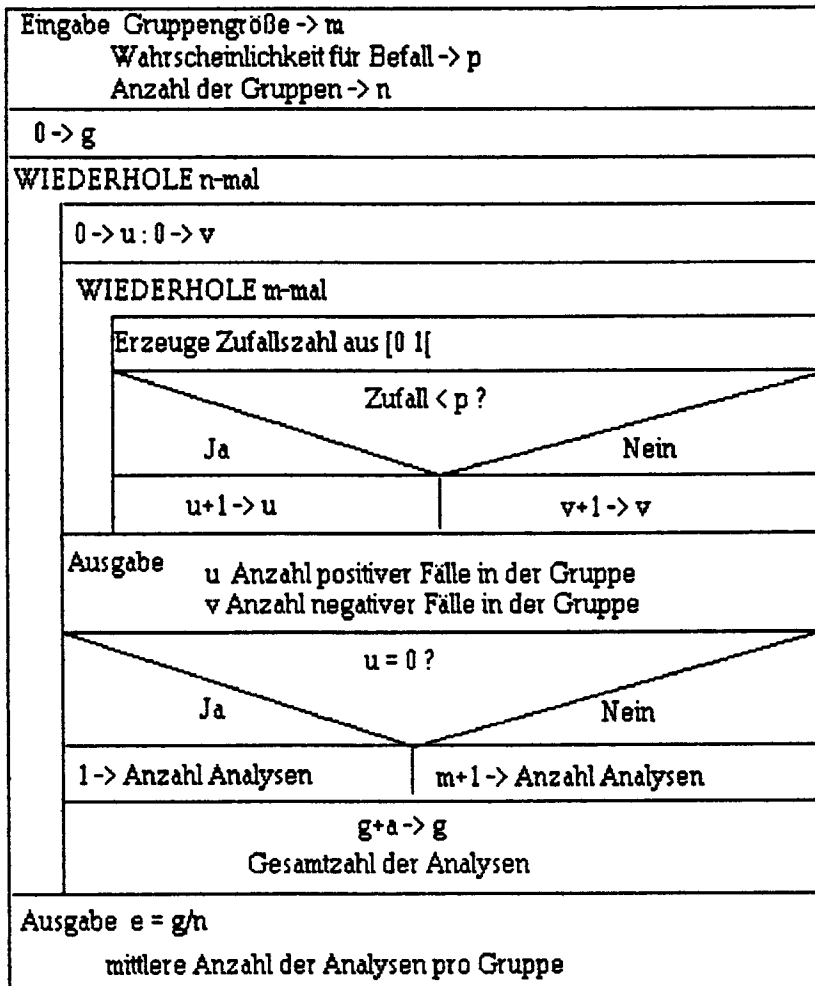 Eingabe Gruppengröße -> m
Wahrscheinlichkeit für Befall -> p
Anzahl der Gruppen -> n
0 -> g
WIEDERHOLE n-mal
0 -> u : 0 -> v
WIEDERHOLE m-mal
Erzeuge Zufallszahl aus [0 1[
Zufall < p ?
Ja Nein
u+1 -> u v+1 -> v
Ausgabe
u Anzahl positiver Fälle in der Gruppe
v Anzahl negativer Fälle in der Gruppe
u = 0 ?
Ja Nein
1 -> Anzahl Analysen m+1 -> Anzahl Analysen
g+a -> g
Gesamtzahl der Analysen
Ausgabe e = g/n
mittlere Anzahl der Analysen pro Gruppe